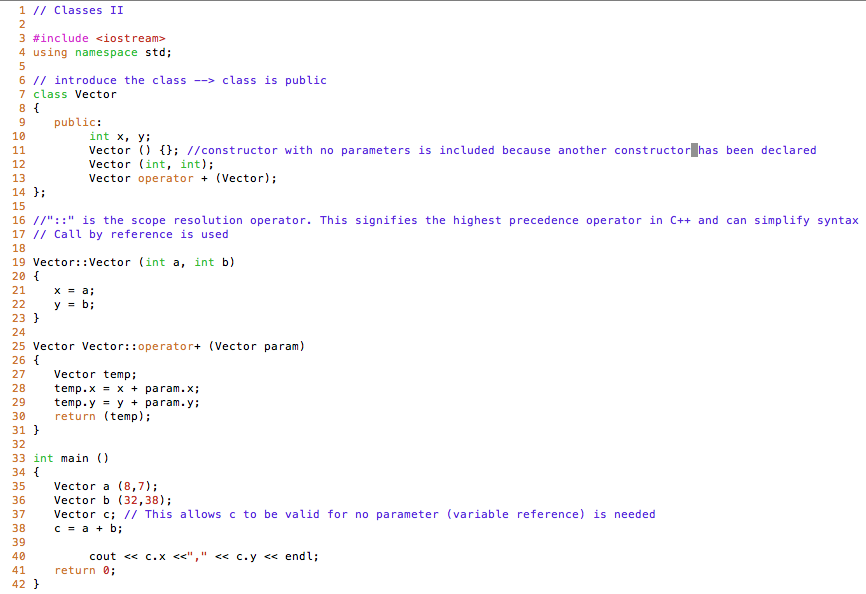 1 // Classes II
2
3 #include <iostream>
4 using namespace std;
5
6 // introduce the class --> class is public
7 class Vector
8 {
9    public:
10         int x, y;
11         Vector () {}; //constructor with no parameters is included because another constructor has been declared
12         Vector (int, int);
13         Vector operator + (Vector);
14 };
15
16 //"::" is the scope resolution operator. This signifies the highest precedence operator in C++ and can simplify syntax
17 // Call by reference is used
18
19 Vector::Vector (int a, int b)
20 {
21    x = a;
22    y = b;
23 }
24
25 Vector Vector::operator+ (Vector param)
26 {
27    Vector temp;
28    temp.x = x + param.x;
29    temp.y = y + param.y;
30    return (temp);
31 }
32
33 int main ()
34 {
35    Vector a (8,7);
36    Vector b (32,38);
37    Vector c; // This allows c to be valid for no parameter (variable reference) is needed
38    c = a + b;
39
40         cout << c.x <<"," << c.y << endl;
41    return 0;
42 }